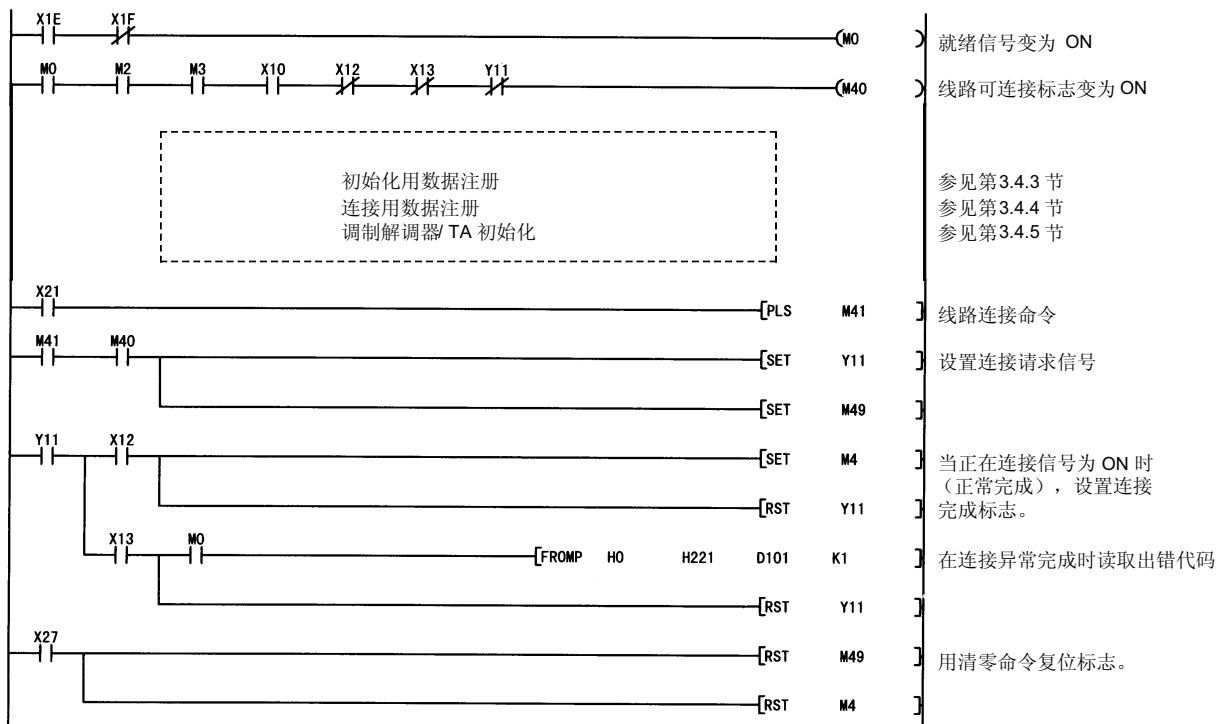 X1E X1F
(M0 ) 就绪信号变为 ON
M0 M2 M3 X10 X12 X13 Y11
(M40 ) 线路可连接标志变为 ON
初始化用数据注册 参见第3.4.3 节
连接用数据注册 参见第3.4.4 节
调制解调器/ TA 初始化 参见第3.4.5 节
X21
[PLS M41 ] 线路连接命令
M41 M40
[SET Y11 ] 设置连接请求信号
[SET M49 ]
Y11 X12
[SET M4 ] 当正在连接信号为 ON 时
（正常完成），设置连接
[RST Y11 ] 完成标志。
X13 M0
[FROMP H0 H221 D101 K1 ] 在连接异常完成时读取出错代码
[RST Y11 ]
X27
[RST M49 ] 用清零命令复位标志。
[RST M4 ]